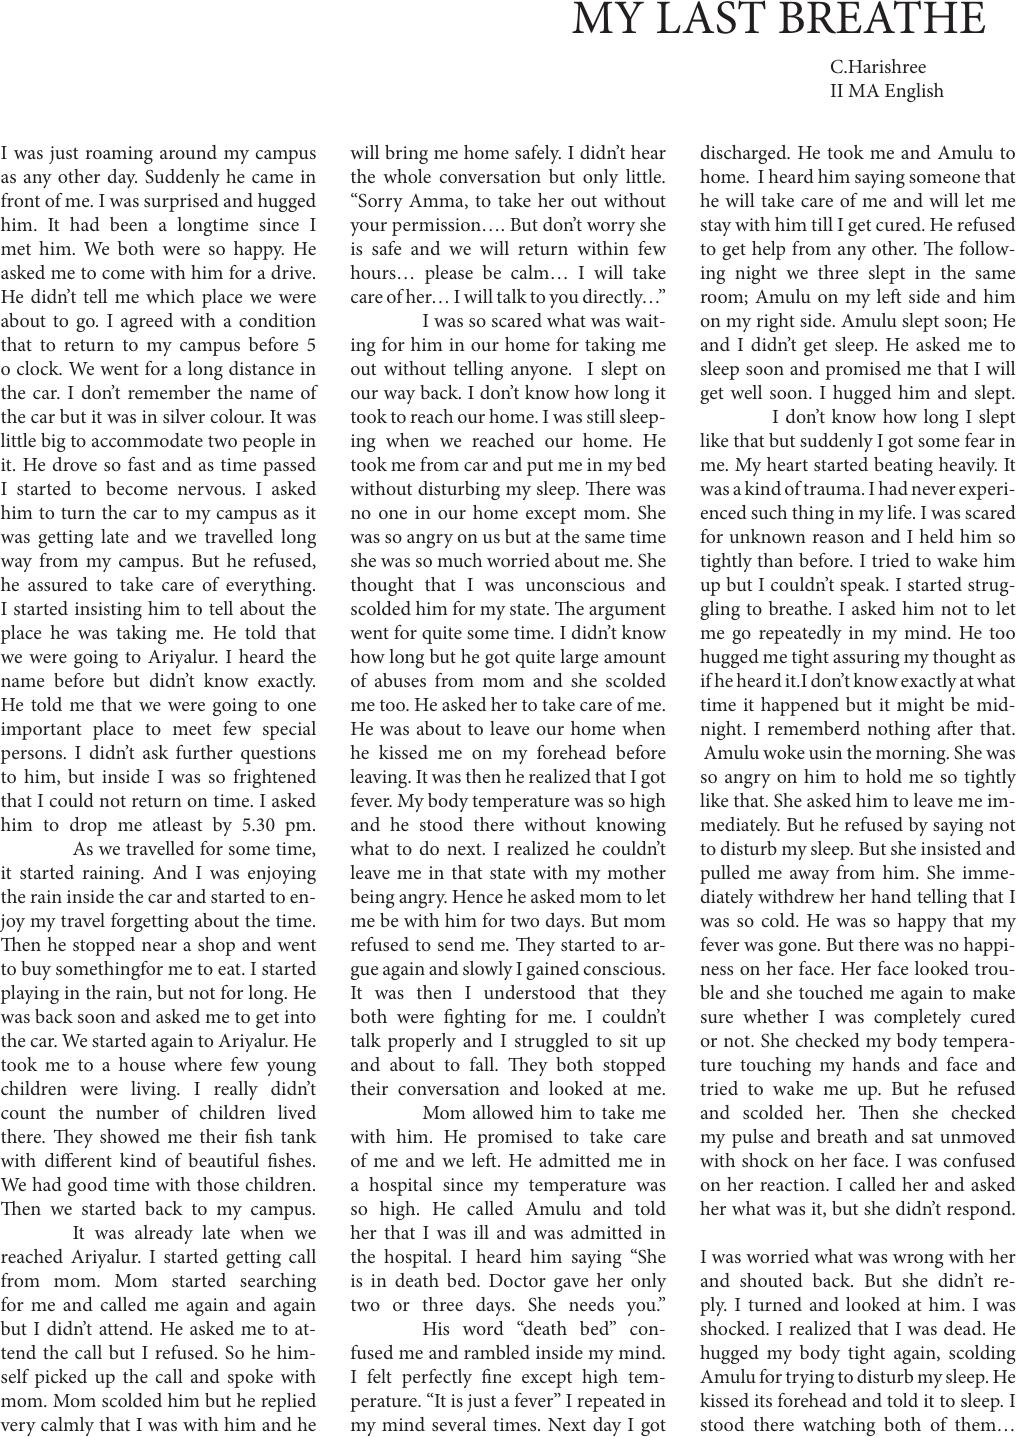 MY LAST BREATHE
C.Harishree
II MA English
I was just roaming around my campus
as any other day. Suddenly he came in
front of me. I was surprised and hugged
him. It had been a longtime since I
met him. We both were so happy. He
asked me to come with him for a drive.
He didn’t tell me which place we were
about to go. I agreed with a condition
that to return to my campus before 5
o clock. We went for a long distance in
the car. I don’t remember the name of
the car but it was in silver colour. It was
little big to accommodate two people in
it. He drove so fast and as time passed
I started to become nervous. I asked
him to turn the car to my campus as it
was getting late and we travelled long
way from my campus. But he refused,
he assured to take care of everything.
I started insisting him to tell about the
place he was taking me. He told that
we were going to Ariyalur. I heard the
name before but didn’t know exactly.
He told me that we were going to one
important place to meet few special
persons. I didn’t ask further questions
to him, but inside I was so frightened
that I could not return on time. I asked
him to drop me atleast by 5.30 pm.
As we travelled for some time,
it started raining. And I was enjoying
the rain inside the car and started to en-
joy my travel forgetting about the time.
Then he stopped near a shop and went
to buy somethingfor me to eat. I started
playing in the rain, but not for long. He
was back soon and asked me to get into
the car. We started again to Ariyalur. He
took me to a house where few young
children were living. I really didn’t
count the number of children lived
there. They showed me their fish tank
with different kind of beautiful fishes.
We had good time with those children.
Then we started back to my campus.
It was already late when we
reached Ariyalur. I started getting call
from mom. Mom started searching
for me and called me again and again
but I didn’t attend. He asked me to at-
tend the call but I refused. So he him-
self picked up the call and spoke with
mom. Mom scolded him but he replied
very calmly that I was with him and he
will bring me home safely. I didn’t hear
the whole conversation but only little.
“Sorry Amma, to take her out without
your permission…. But don’t worry she
is safe and we will return within few
hours… please be calm… I will take
care of her… I will talk to you directly…”
I was so scared what was wait-
ing for him in our home for taking me
out without telling anyone. I slept on
our way back. I don’t know how long it
took to reach our home. I was still sleep-
ing when we reached our home. He
took me from car and put me in my bed
without disturbing my sleep. There was
no one in our home except mom. She
was so angry on us but at the same time
she was so much worried about me. She
thought that I was unconscious and
scolded him for my state. The argument
went for quite some time. I didn’t know
how long but he got quite large amount
of abuses from mom and she scolded
me too. He asked her to take care of me.
He was about to leave our home when
he kissed me on my forehead before
leaving. It was then he realized that I got
fever. My body temperature was so high
and he stood there without knowing
what to do next. I realized he couldn’t
leave me in that state with my mother
being angry. Hence he asked mom to let
me be with him for two days. But mom
refused to send me. They started to ar-
gue again and slowly I gained conscious.
It was then I understood that they
both were fighting for me. I couldn’t
talk properly and I struggled to sit up
and about to fall. They both stopped
their conversation and looked at me.
Mom allowed him to take me
with him. He promised to take care
of me and we left. He admitted me in
a hospital since my temperature was
so high. He called Amulu and told
her that I was ill and was admitted in
the hospital. I heard him saying “She
is in death bed. Doctor gave her only
two or three days. She needs you.”
His word “death bed” con-
fused me and rambled inside my mind.
I felt perfectly fine except high tem-
perature. “It is just a fever” I repeated in
my mind several times. Next day I got
discharged. He took me and Amulu to
home. I heard him saying someone that
he will take care of me and will let me
stay with him till I get cured. He refused
to get help from any other. The follow-
ing night we three slept in the same
room; Amulu on my left side and him
on my right side. Amulu slept soon; He
and I didn’t get sleep. He asked me to
sleep soon and promised me that I will
get well soon. I hugged him and slept.
I don’t know how long I slept
like that but suddenly I got some fear in
me. My heart started beating heavily. It
was a kind of trauma. I had never experi-
enced such thing in my life. I was scared
for unknown reason and I held him so
tightly than before. I tried to wake him
up but I couldn’t speak. I started strug-
gling to breathe. I asked him not to let
me go repeatedly in my mind. He too
hugged me tight assuring my thought as
if he heard it.I don’t know exactly at what
time it happened but it might be mid-
night. I rememberd nothing after that.
Amulu woke usin the morning. She was
so angry on him to hold me so tightly
like that. She asked him to leave me im-
mediately. But he refused by saying not
to disturb my sleep. But she insisted and
pulled me away from him. She imme-
diately withdrew her hand telling that I
was so cold. He was so happy that my
fever was gone. But there was no happi-
ness on her face. Her face looked trou-
ble and she touched me again to make
sure whether I was completely cured
or not. She checked my body tempera-
ture touching my hands and face and
tried to wake me up. But he refused
and scolded her. Then she checked
my pulse and breath and sat unmoved
with shock on her face. I was confused
on her reaction. I called her and asked
her what was it, but she didn’t respond.
I was worried what was wrong with her
and shouted back. But she didn’t re-
ply. I turned and looked at him. I was
shocked. I realized that I was dead. He
hugged my body tight again, scolding
Amulu for trying to disturb my sleep. He
kissed its forehead and told it to sleep. I
stood there watching both of them…